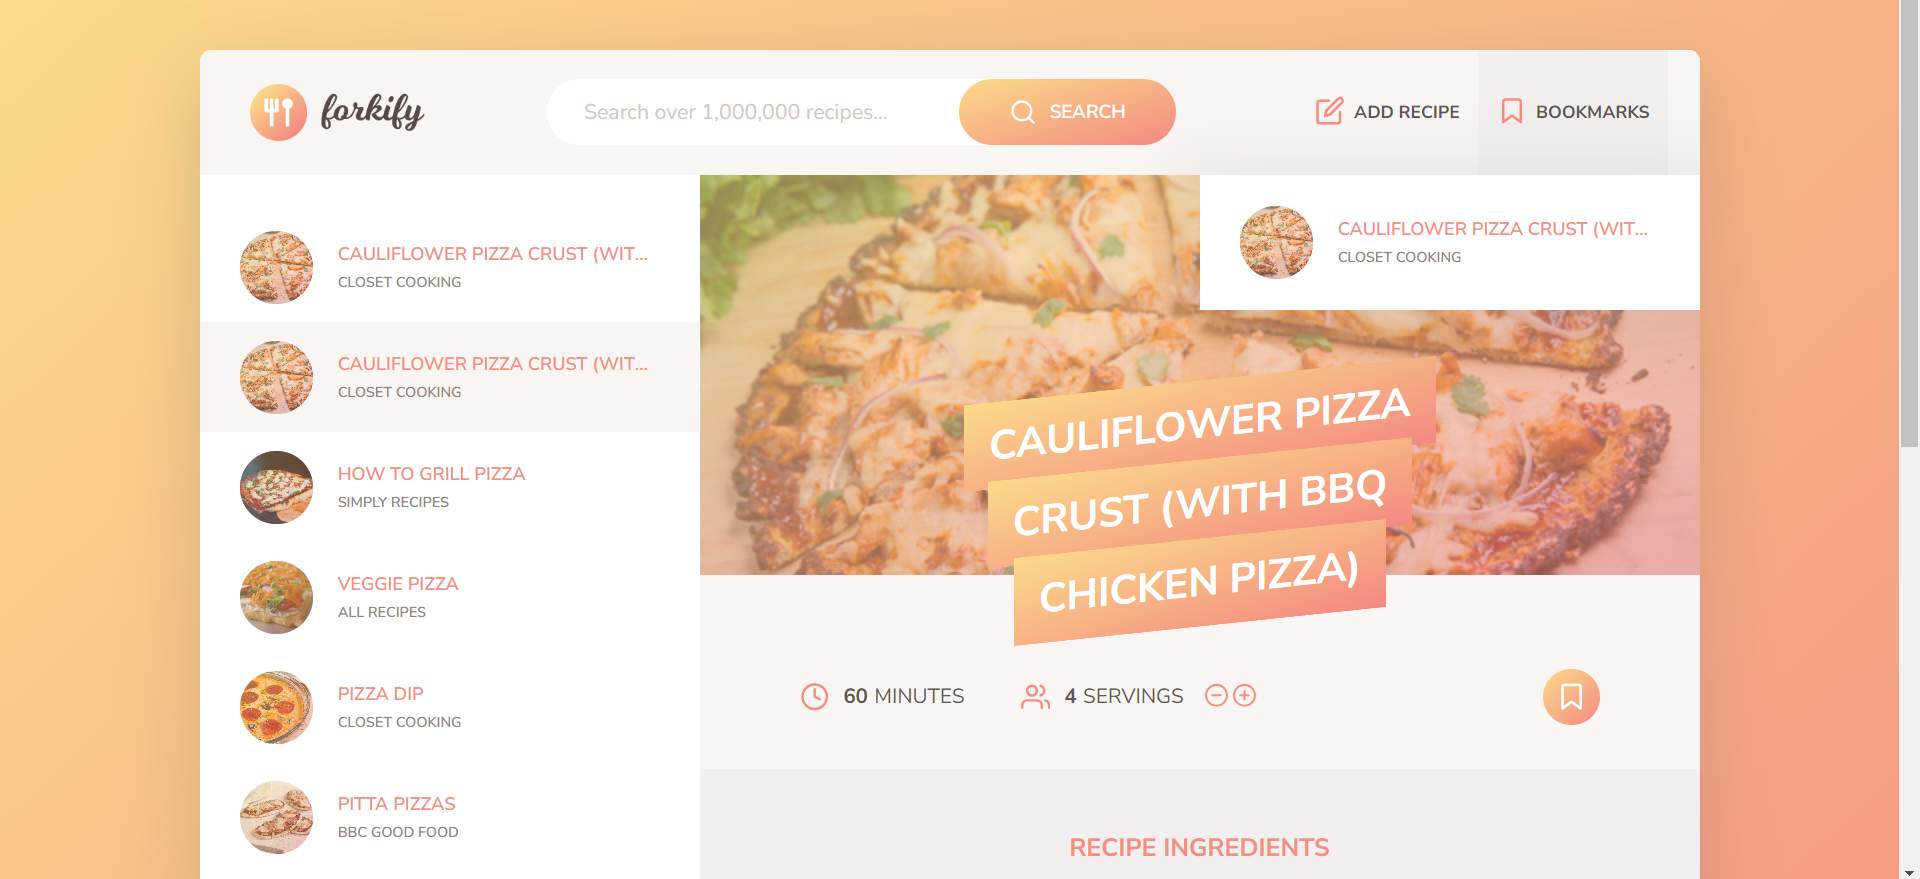 forkify
Search over 1,000,000 recipes...
SEARCH
ADD RECIPE
BOOKMARKS
CAULIFLOWER PIZZA CRUST (WIT...
CLOSET COOKING
CAULIFLOWER PIZZA CRUST (WIT...
CLOSET COOKING
HOW TO GRILL PIZZA
SIMPLY RECIPES
VEGGIE PIZZA
ALL RECIPES
PIZZA DIP
CLOSET COOKING
PITTA PIZZAS
BBC GOOD FOOD
CAULIFLOWER PIZZA CRUST (WIT...
CLOSET COOKING
CAULIFLOWER PIZZA
CRUST (WITH BBQ
CHICKEN PIZZA)
60 MINUTES
4 SERVINGS
RECIPE INGREDIENTS